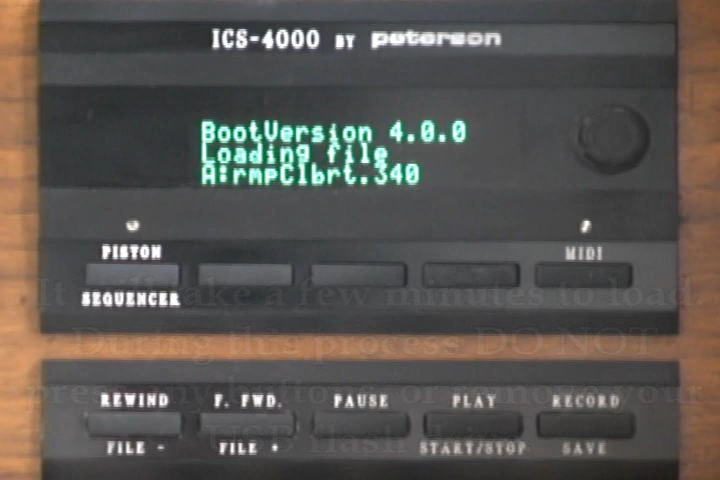 ICS-4000 BY peterson
BootVersion 4.0.0
Loading file
A:rmpClbrt.340
PISTON
MIDI
SEQUENCER
It will take a few minutes to load.
During this process DO NOT
press any buttons or remove your
USB flash drive.
REWIND F. FWD. PAUSE PLAY RECORD
FILE - FILE + START/STOP SAVE